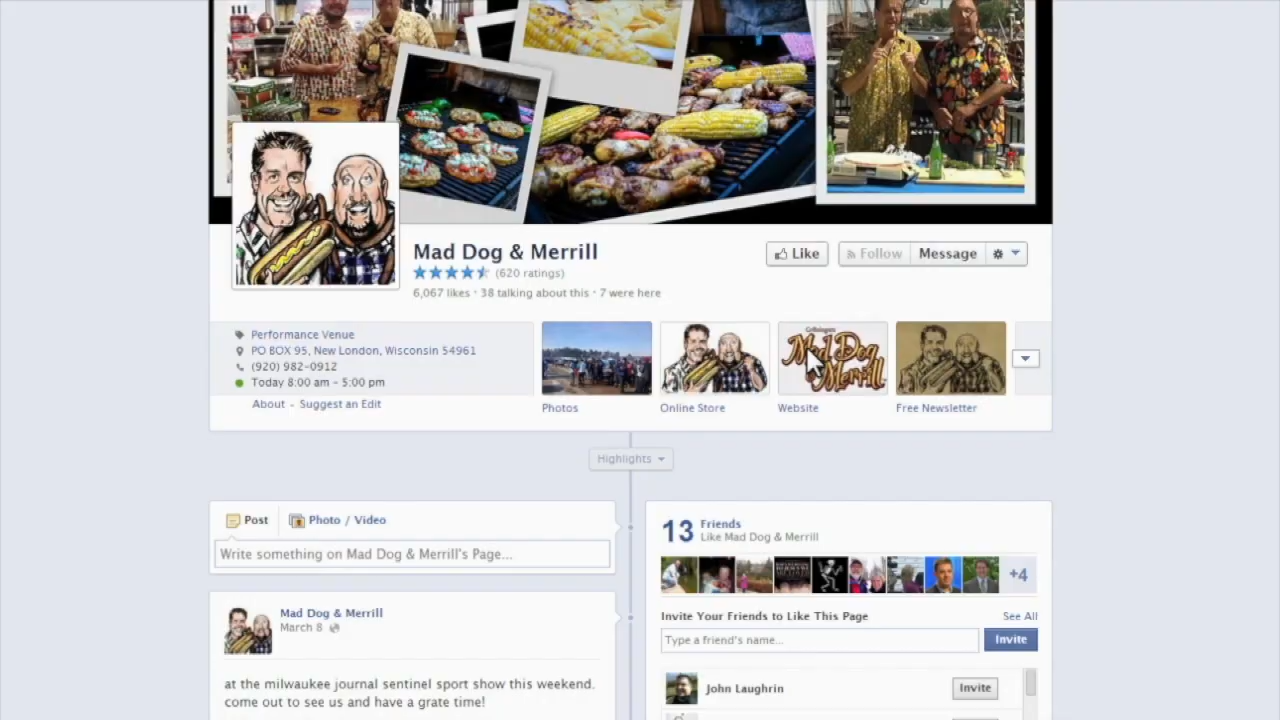 Mad Dog & Merrill
Like
Follow
Message
(620 ratings)
6,067 likes · 38 talking about this · 7 were here
Performance Venue
PO BOX 95, New London, Wisconsin 54961
(920) 982-0912
Today 8:00 am - 5:00 pm
About - Suggest an Edit
Grillologist
Mad Dog
Merrill
Photos
Online Store
Website
Free Newsletter
Highlights
Post
Photo / Video
Write something on Mad Dog & Merrill's Page...
13 Friends
Like Mad Dog & Merrill
+4
Invite Your Friends to Like This Page
See All
Type a friend's name...
Invite
John Laughrin
Invite
Mad Dog & Merrill
March 8
at the milwaukee journal sentinel sport show this weekend.
come out to see us and have a grate time!